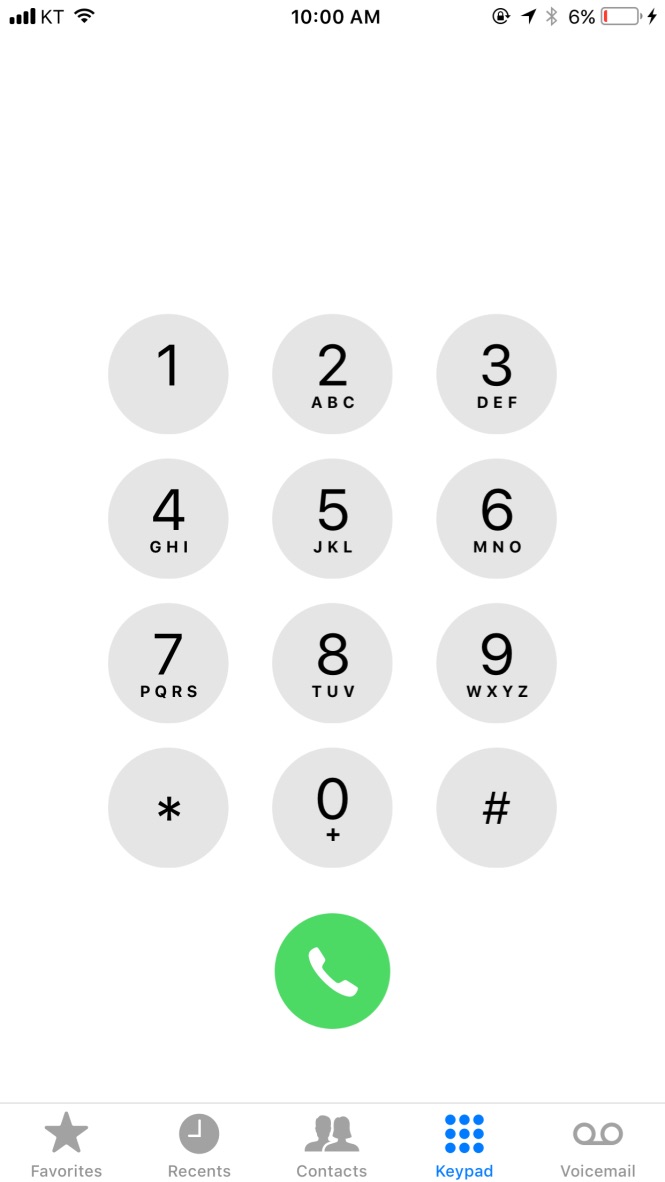 KT 10:00 AM 6%
1 2 3
ABC DEF
4 5 6
GHI JKL MNO
7 8 9
PQRS TUV WXYZ
* 0 #
+
Favorites Recents Contacts Keypad Voicemail